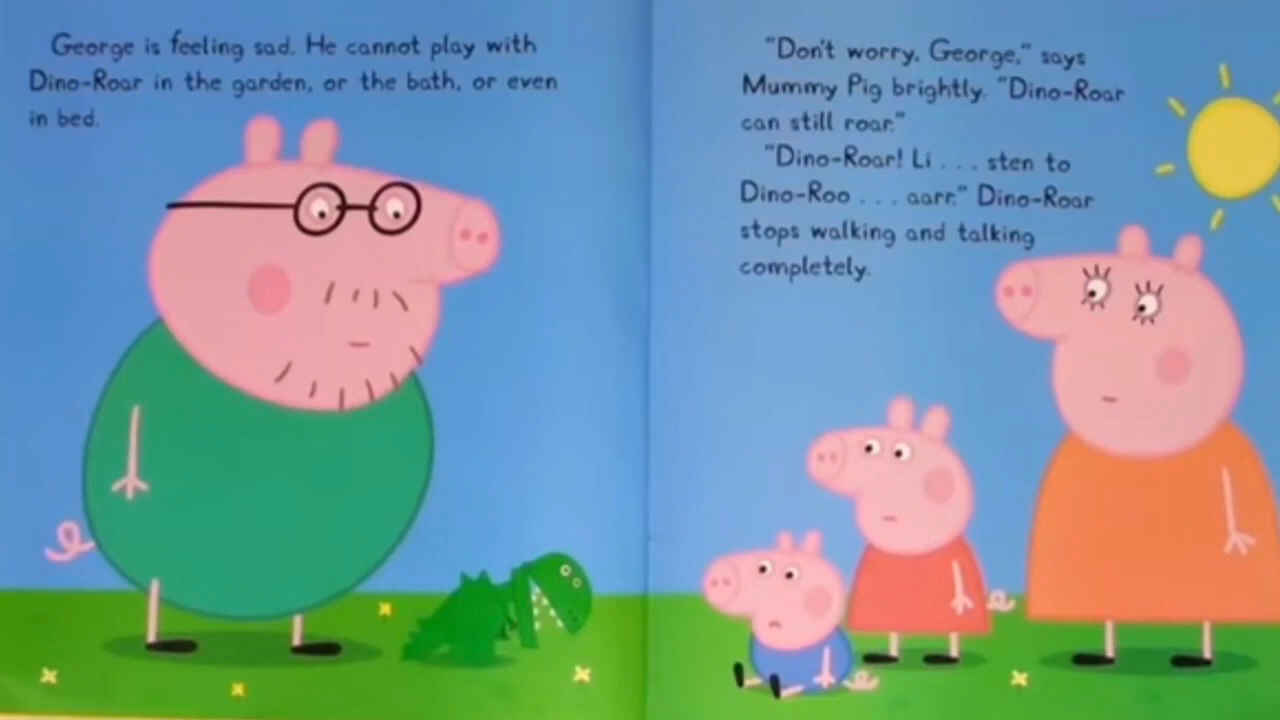 George is feeling sad. He cannot play with
Dino-Roar in the garden, or the bath, or even
in bed.
"Don't worry, George," says
Mummy Pig brightly. "Dino-Roar
can still roar."
"Dino-Roar! Li . . . sten to
Dino-Roo . . . aarr." Dino-Roar
stops walking and talking
completely.